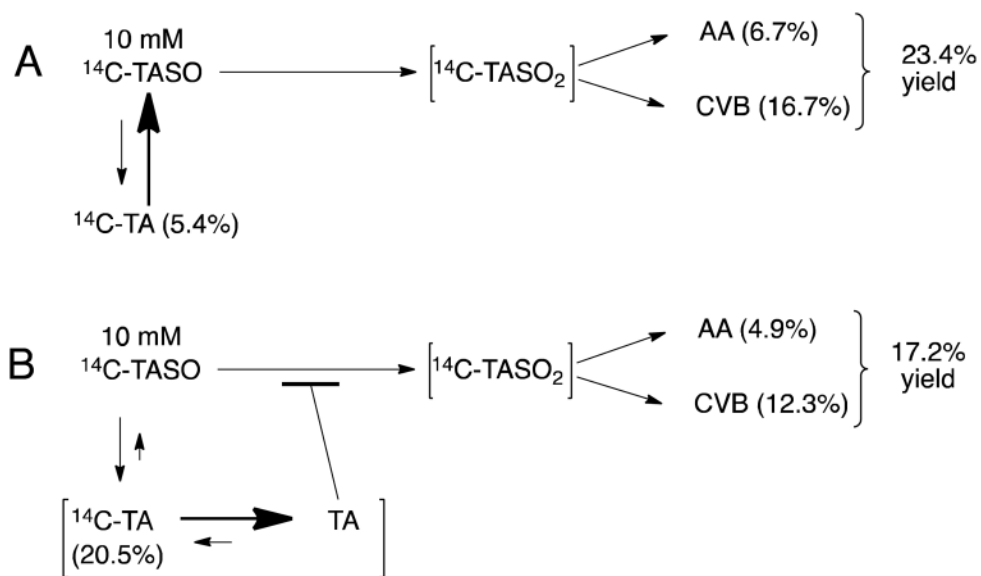 A
10 mM
¹⁴C-TASO
[¹⁴C-TASO₂]
AA (6.7%)
CVB (16.7%)
23.4%
yield
¹⁴C-TA (5.4%)
B
10 mM
¹⁴C-TASO
[¹⁴C-TASO₂]
AA (4.9%)
CVB (12.3%)
17.2%
yield
¹⁴C-TA
(20.5%)
TA